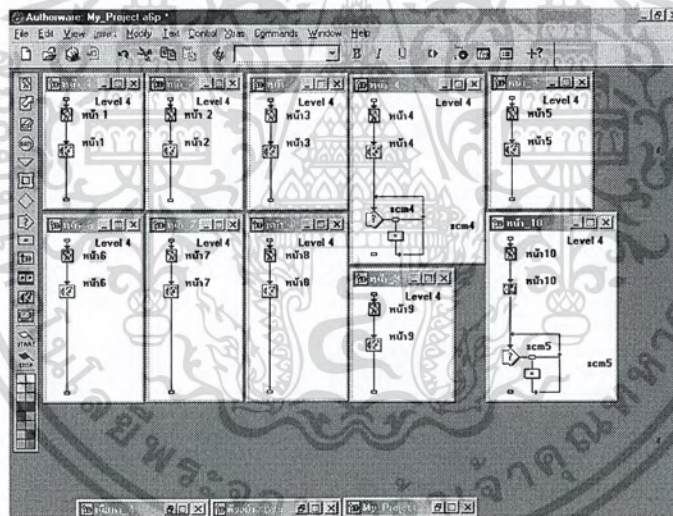 Authorware: My_Project.a6p *
File Edit View Insert Modify Text Control Xtras Commands Window Help
B I U
Level 4
หน้า 1
หน้า1
Level 4
หน้า 2
หน้า2
Level 4
หน้า3
หน้า3
Level 4
หน้า4
หน้า4
scm4
scm4
Level 4
หน้า5
หน้า5
Level 4
หน้า6
หน้า6
Level 4
หน้า7
หน้า7
Level 4
หน้า8
หน้า8
Level 4
หน้า9
หน้า9
หน้า_10
Level 4
หน้า10
หน้า10
scm5
scm5
START
STOP
My_Project